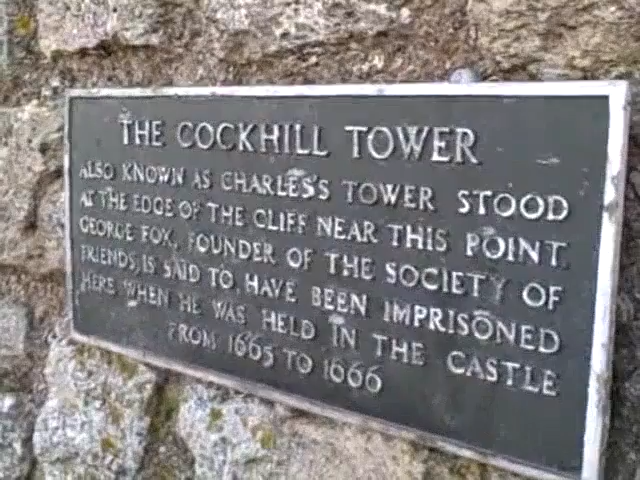 THE COCKHILL TOWER
ALSO KNOWN AS CHARLES'S TOWER STOOD
AT THE EDGE OF THE CLIFF NEAR THIS POINT.
GEORGE FOX, FOUNDER OF THE SOCIETY OF
FRIENDS, IS SAID TO HAVE BEEN IMPRISONED
HERE WHEN HE WAS HELD IN THE CASTLE
FROM 1665 TO 1666